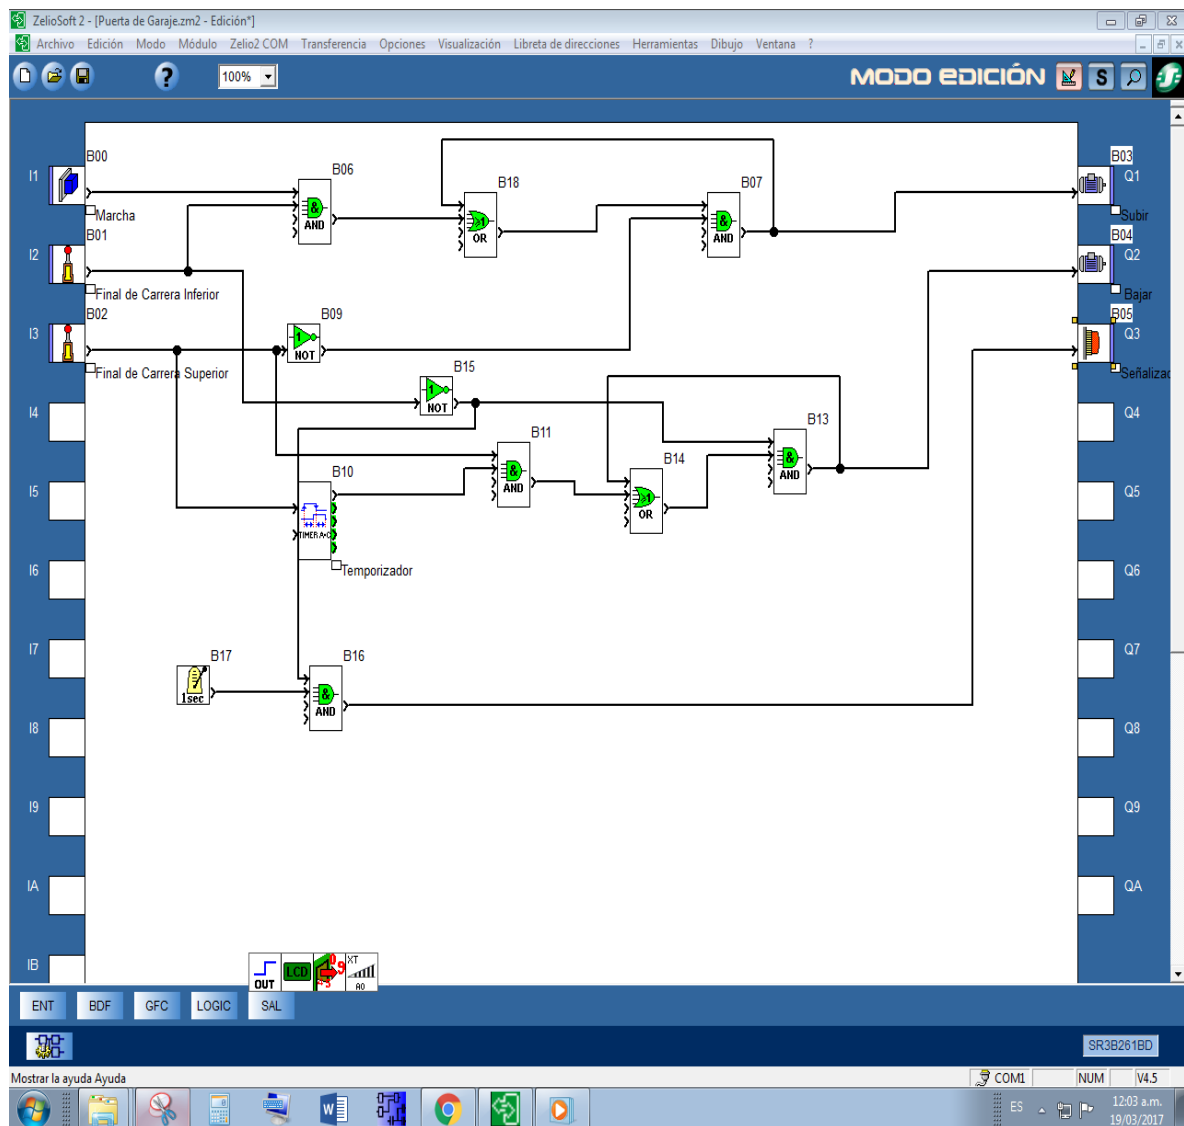 ZelioSoft 2 - [Puerta de Garaje.zm2 - Edición*]
Archivo Edición Modo Módulo Zelio2 COM Transferencia Opciones Visualización Libreta de direcciones Herramientas Dibujo Ventana ?
? 100% MODO EDICIÓN S
B00 B03
I1 B06 B18 B07 Q1
& AND ≥1 OR & AND
Marcha Subir
B01 B04
I2 Q2
Final de Carrera Inferior Bajar
B02 B09 B05
I3 1 NOT Q3
Final de Carrera Superior B15 Señalizac
1 NOT
I4 B11 B13 Q4
& AND & AND
B10 B14
I5 TIMER A•C ≥1 OR Q5
Temporizador
I6 Q6
I7 B17 B16 Q7
1sec & AND
I8 Q8
I9 Q9
IA QA
IB
OUT LCD XT A0
ENT BDF GFC LOGIC SAL
SR3B261BD
Mostrar la ayuda Ayuda COM1 NUM V4.5
ES 12:03 a.m.
19/03/2017